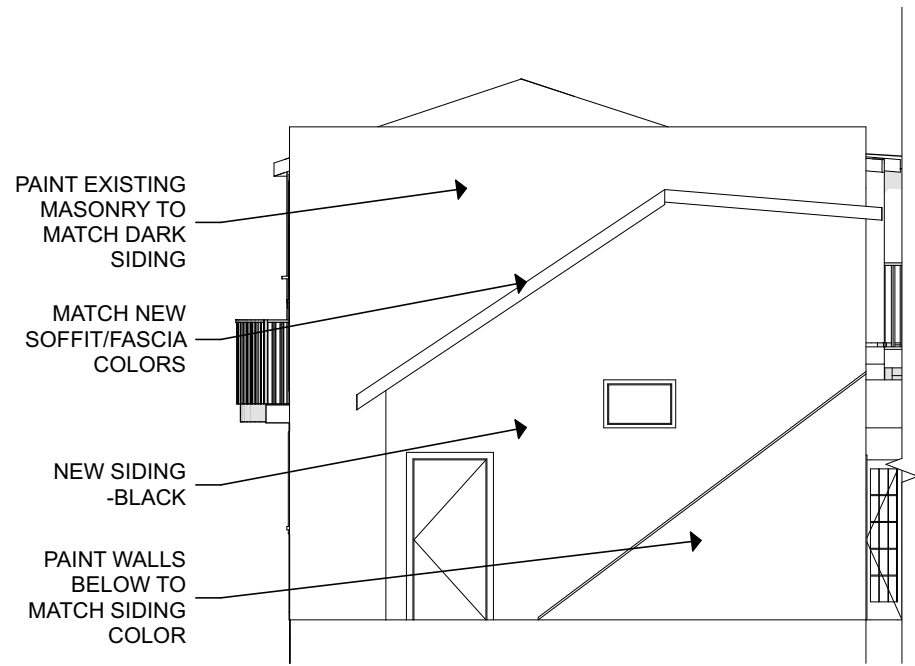 PAINT EXISTING
MASONRY TO
MATCH DARK
SIDING
MATCH NEW
SOFFIT/FASCIA
COLORS
NEW SIDING
-BLACK
PAINT WALLS
BELOW TO
MATCH SIDING
COLOR